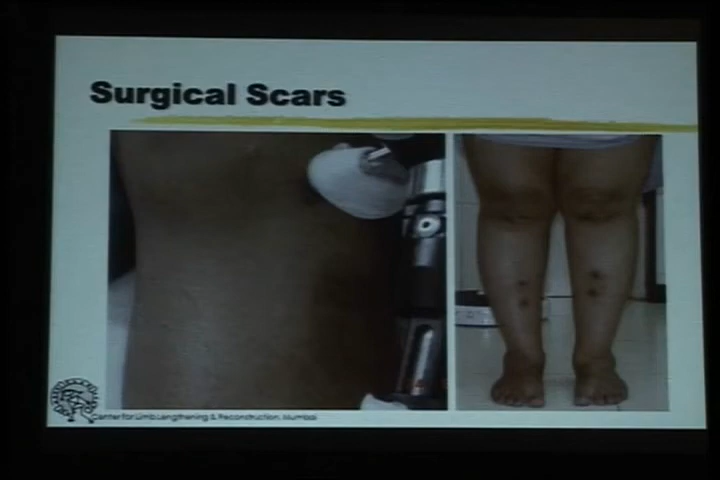 Surgical Scars
Center for Limb Lengthening & Reconstruction, Mumbai